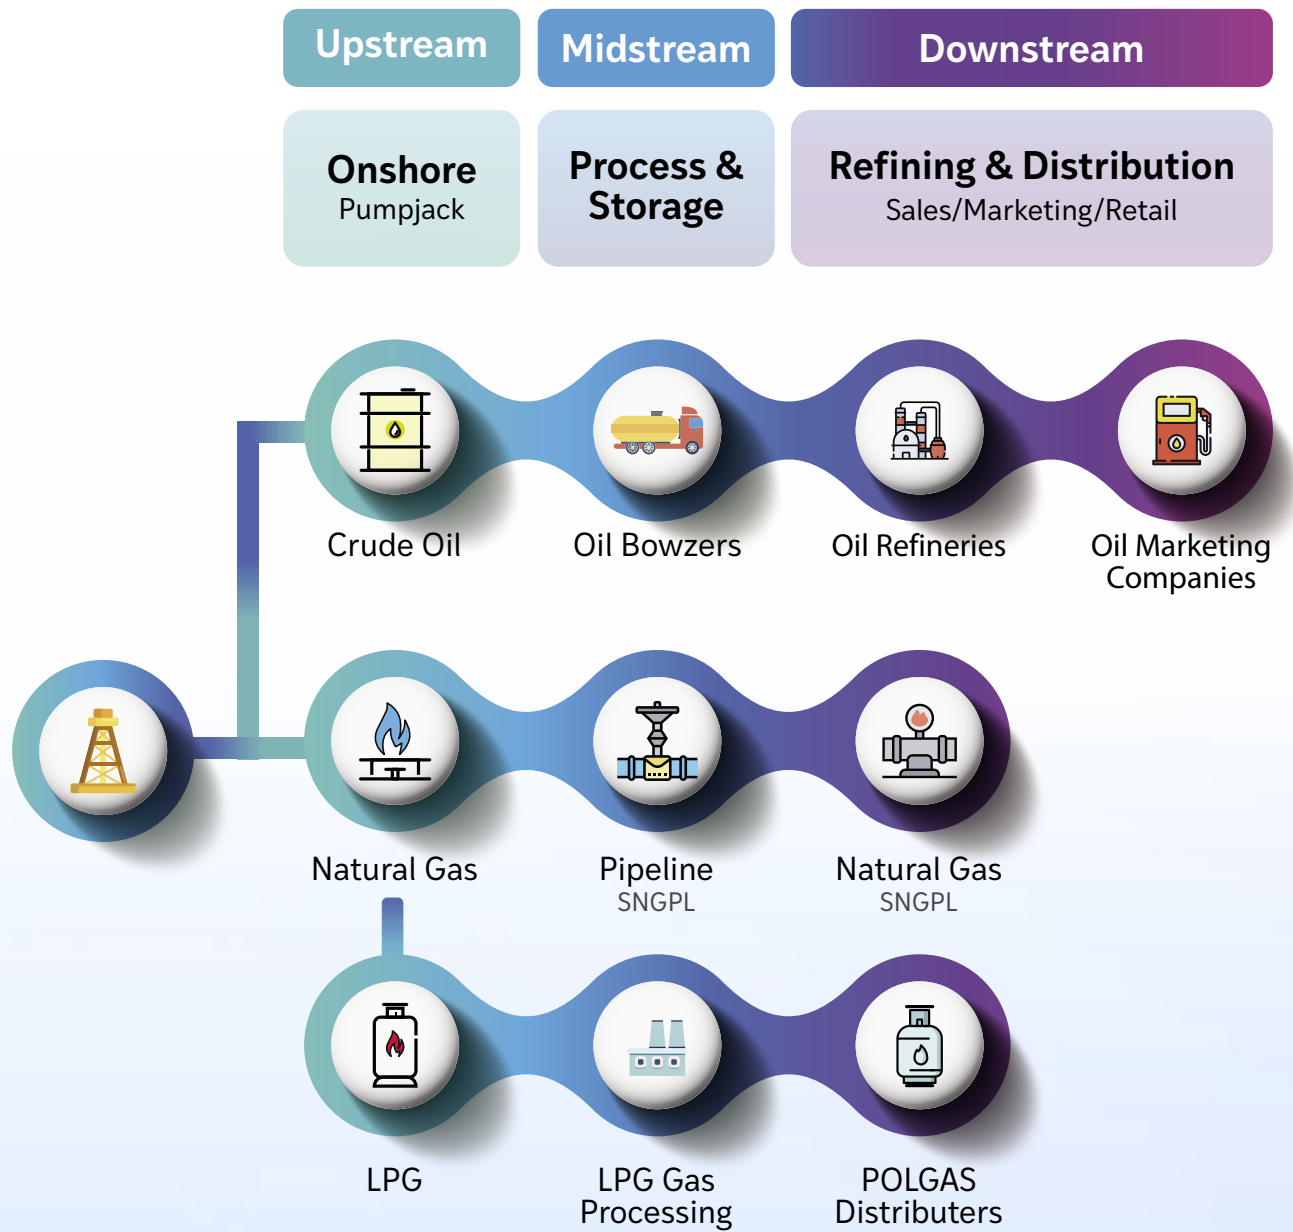 Upstream
Midstream
Downstream
Onshore
Pumpjack
Process &
Storage
Refining & Distribution
Sales/Marketing/Retail
Crude Oil
Oil Bowzers
Oil Refineries
Oil Marketing
Companies
Natural Gas
Pipeline
SNGPL
Natural Gas
SNGPL
LPG
LPG Gas
Processing
POLGAS
Distributers